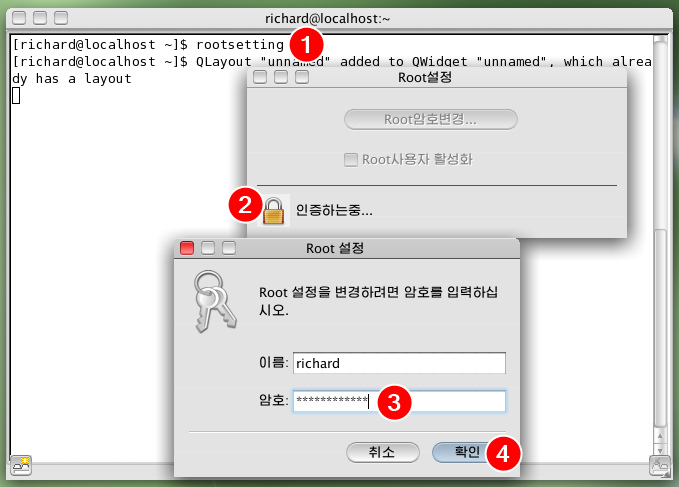 richard@localhost:~
[richard@localhost ~]$ rootsetting
1
[richard@localhost ~]$ QLayout "unnamed" added to QWidget "unnamed", which alrea
dy has a layout
Root설정
Root암호변경...
Root사용자 활성화
2
인증하는중...
Root 설정
Root 설정을 변경하려면 암호를 입력하십
시오.
이름: richard
암호: ************
3
취소
확인
4